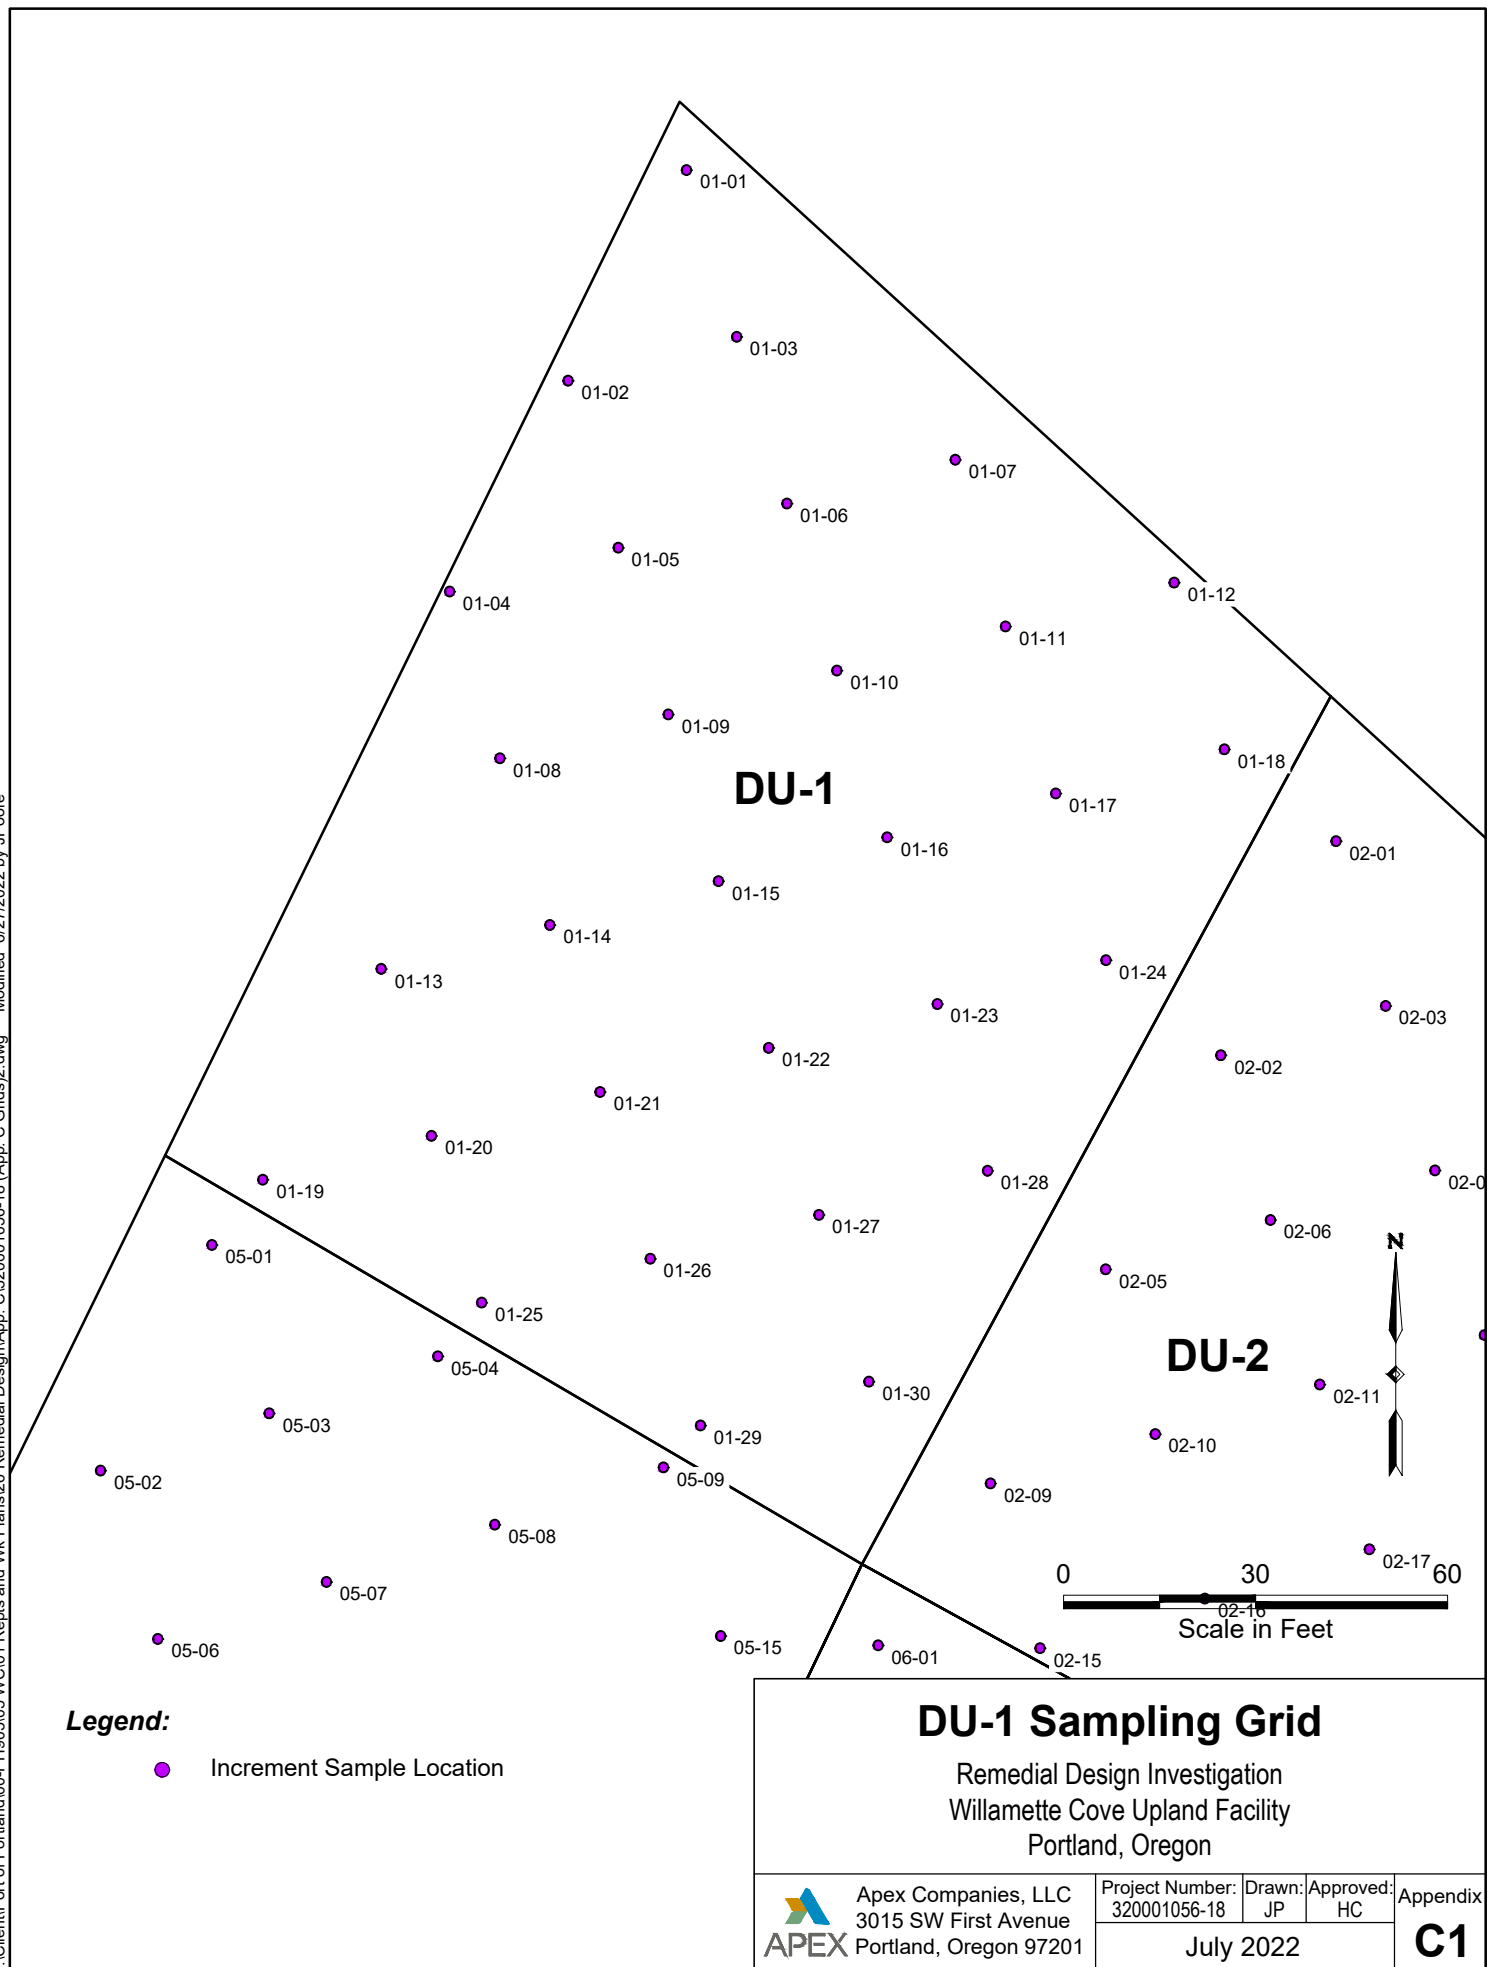 01-01
01-03
01-02
01-07
01-06
01-05
01-04
01-12
01-11
01-10
01-09
01-18
01-08
DU-1
01-17
01-16
02-01
01-15
01-14
01-24
01-13
02-03
01-23
01-22
02-02
01-21
01-20
01-28
02-0
01-19
01-27
02-06
N
05-01
01-26
02-05
01-25
DU-2
05-04
01-30
02-11
05-03
01-29
02-10
05-09
05-02
02-09
05-08
02-17
0 30 60
05-07
02-16
Scale in Feet
05-15
05-06
06-01
02-15
Legend:
Increment Sample Location
DU-1 Sampling Grid
Remedial Design Investigation
Willamette Cove Upland Facility
Portland, Oregon
APEX
Apex Companies, LLC
3015 SW First Avenue
Portland, Oregon 97201
Project Number:
320001056-18
Drawn:
JP
Approved:
HC
July 2022
Appendix
C1